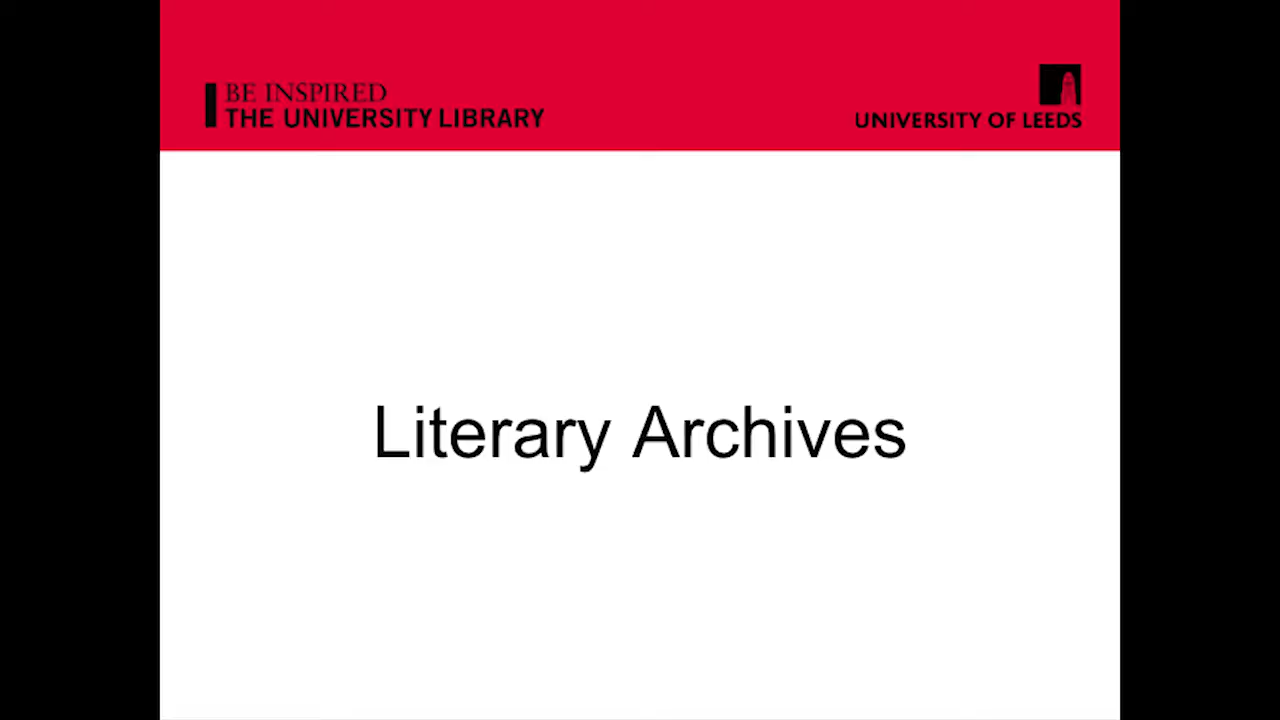 BE INSPIRED
THE UNIVERSITY LIBRARY
UNIVERSITY OF LEEDS
Literary Archives